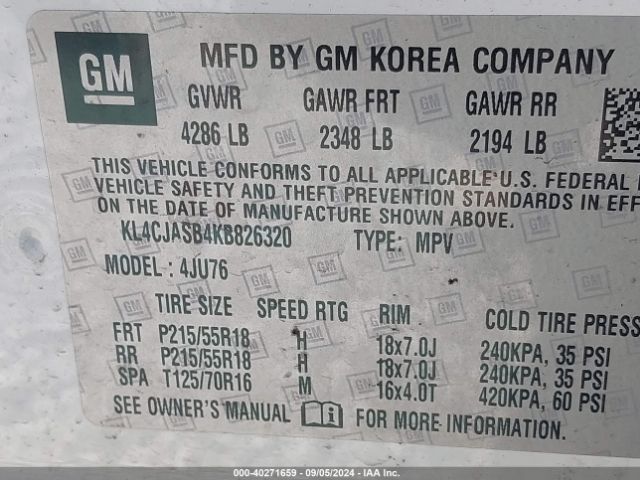 GM
MFD BY GM KOREA COMPANY
GVWR GAWR FRT GAWR RR
4286 LB 2348 LB 2194 LB
THIS VEHICLE CONFORMS TO ALL APPLICABLE U.S. FEDERAL
VEHICLE SAFETY AND THEFT PREVENTION STANDARDS IN EFF
ON THE DATE OF MANUFACTURE SHOWN ABOVE.
KL4CJASB4KB826320 TYPE: MPV
MODEL: 4JU76
TIRE SIZE SPEED RTG RIM COLD TIRE PRESS
FRT P215/55R18 H 18x7.0J 240KPA, 35 PSI
RR P215/55R18 H 18x7.0J 240KPA, 35 PSI
SPA T125/70R16 M 16x4.0T 420KPA, 60 PSI
SEE OWNER'S MANUAL i FOR MORE INFORMATION.
000-40271659 - 09/05/2024 - IAAI.com